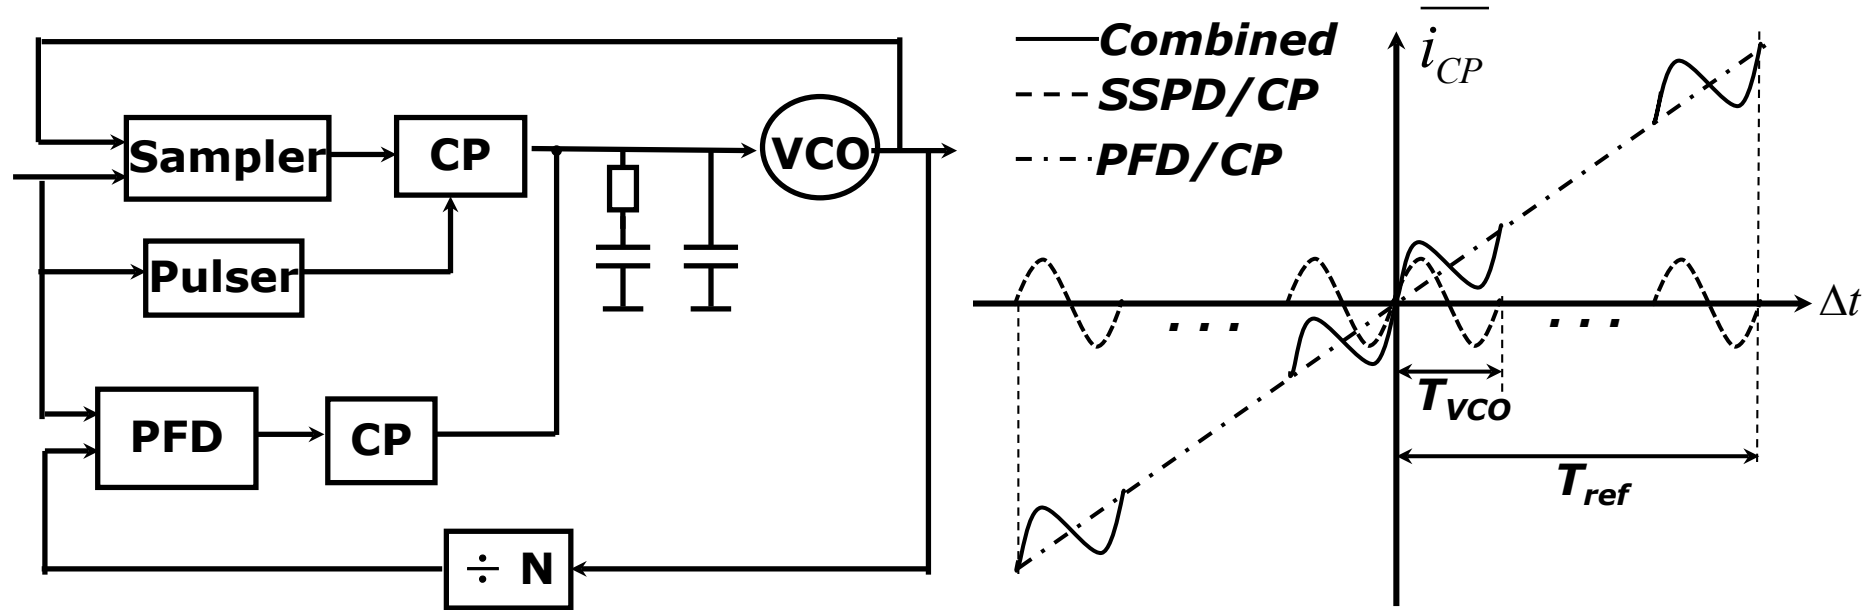 Sampler
CP
VCO
Pulser
PFD
CP
÷ N
Combined
SSPD/CP
PFD/CP
i_CP
Δt
. . .
. . .
T_VCO
T_ref